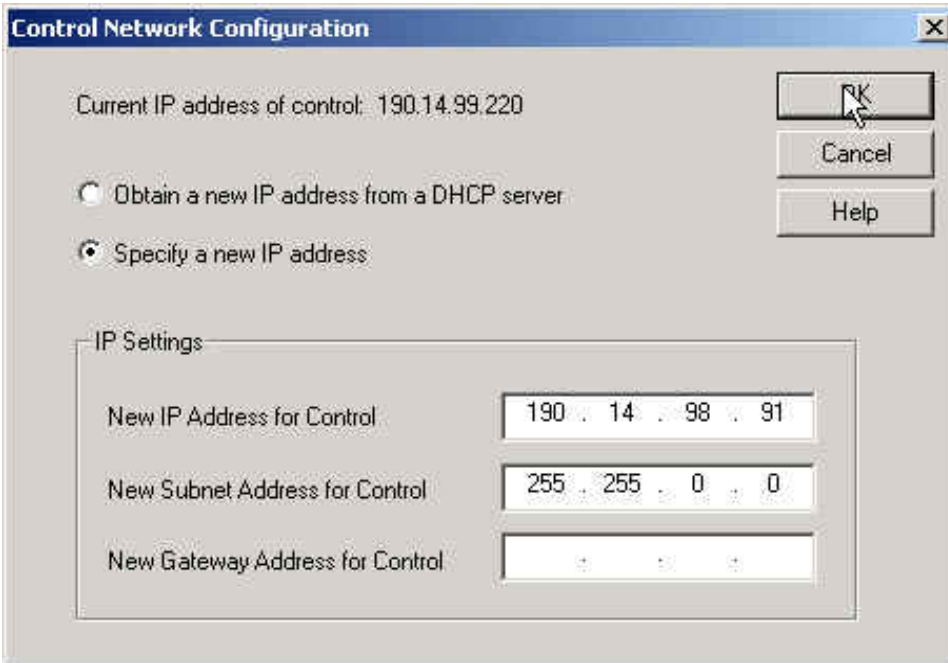 Control Network Configuration
Current IP address of control: 190.14.99.220
OK
Cancel
Obtain a new IP address from a DHCP server
Help
Specify a new IP address
IP Settings
New IP Address for Control 190 . 14 . 98 . 91
New Subnet Address for Control 255 . 255 . 0 . 0
New Gateway Address for Control . . .